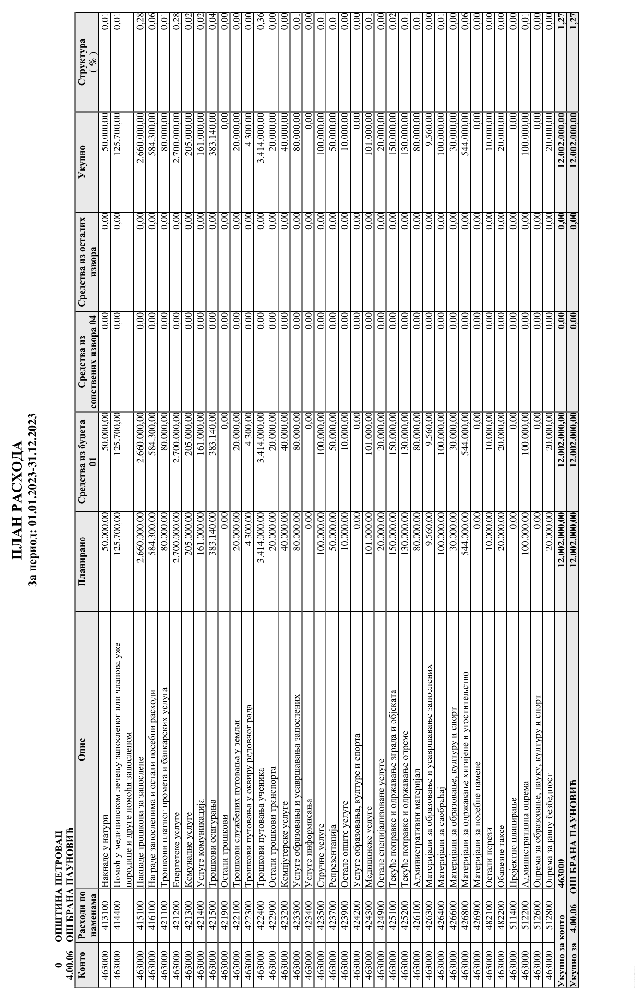 ПЛАН РАСХОДА
За период: 01.01.2023-31.12.2023
0 ОПШТИНА ПЕТРОВАЦ
4.00.06 ОШ БРАНА ПАУНОВИЋ
Конто Расходи по наменама Опис Планирано Средства из буџета 01 Средства из сопствених извора 04 Средства из осталих извора Укупно Структура ( % )
463000 413100 Накнаде у натури 50.000,00 50.000,00 0,00 0,00 50.000,00 0,01
463000 414400 Помоћ у медицинском лечењу запосленог или чланова уже 125.700,00 125.700,00 0,00 0,00 125.700,00 0,01
породице и друге помоћи запосленом
463000 415100 Накнаде трошкова за запослене 2.660.000,00 2.660.000,00 0,00 0,00 2.660.000,00 0,28
463000 416100 Награде запосленима и остали посебни расходи 584.300,00 584.300,00 0,00 0,00 584.300,00 0,06
463000 421100 Трошкови платног промета и банкарских услуга 80.000,00 80.000,00 0,00 0,00 80.000,00 0,01
463000 421200 Енергетске услуге 2.700.000,00 2.700.000,00 0,00 0,00 2.700.000,00 0,28
463000 421300 Комуналне услуге 205.000,00 205.000,00 0,00 0,00 205.000,00 0,02
463000 421400 Услуге комуникација 161.000,00 161.000,00 0,00 0,00 161.000,00 0,02
463000 421500 Трошкови осигурања 383.140,00 383.140,00 0,00 0,00 383.140,00 0,04
463000 421900 Остали трошкови 0,00 0,00 0,00 0,00 0,00 0,00
463000 422100 Трошкови службених путовања у земљи 20.000,00 20.000,00 0,00 0,00 20.000,00 0,00
463000 422300 Трошкови путовања у оквиру редовног рада 4.300,00 4.300,00 0,00 0,00 4.300,00 0,00
463000 422400 Трошкови путовања ученика 3.414.000,00 3.414.000,00 0,00 0,00 3.414.000,00 0,36
463000 422900 Остали трошкови транспорта 20.000,00 20.000,00 0,00 0,00 20.000,00 0,00
463000 423200 Компјутерске услуге 40.000,00 40.000,00 0,00 0,00 40.000,00 0,00
463000 423300 Услуге образовања и усавршавања запослених 80.000,00 80.000,00 0,00 0,00 80.000,00 0,01
463000 423400 Услуге информисања 0,00 0,00 0,00 0,00 0,00 0,00
463000 423500 Стручне услуге 100.000,00 100.000,00 0,00 0,00 100.000,00 0,01
463000 423700 Репрезентација 50.000,00 50.000,00 0,00 0,00 50.000,00 0,01
463000 423900 Остале опште услуге 10.000,00 10.000,00 0,00 0,00 10.000,00 0,00
463000 424200 Услуге образовања, културе и спорта 0,00 0,00 0,00 0,00 0,00 0,00
463000 424300 Медицинске услуге 101.000,00 101.000,00 0,00 0,00 101.000,00 0,01
463000 424900 Остале специјализоване услуге 20.000,00 20.000,00 0,00 0,00 20.000,00 0,00
463000 425100 Текуће поправке и одржавање зграда и објеката 150.000,00 150.000,00 0,00 0,00 150.000,00 0,02
463000 425200 Текуће поправке и одржавање опреме 130.000,00 130.000,00 0,00 0,00 130.000,00 0,01
463000 426100 Административни материјал 80.000,00 80.000,00 0,00 0,00 80.000,00 0,01
463000 426300 Материјали за образовање и усавршавање запослених 9.560,00 9.560,00 0,00 0,00 9.560,00 0,00
463000 426400 Материјали за саобраћај 100.000,00 100.000,00 0,00 0,00 100.000,00 0,01
463000 426600 Материјали за образовање, културу и спорт 30.000,00 30.000,00 0,00 0,00 30.000,00 0,00
463000 426800 Материјали за одржавање хигијене и угоститељство 544.000,00 544.000,00 0,00 0,00 544.000,00 0,06
463000 426900 Материјали за посебне намене 0,00 0,00 0,00 0,00 0,00 0,00
463000 482100 Остали порези 10.000,00 10.000,00 0,00 0,00 10.000,00 0,00
463000 482200 Обавезне таксе 20.000,00 20.000,00 0,00 0,00 20.000,00 0,00
463000 511400 Пројектно планирање 0,00 0,00 0,00 0,00 0,00 0,00
463000 512200 Административна опрема 100.000,00 100.000,00 0,00 0,00 100.000,00 0,01
463000 512600 Опрема за образовање, науку, културу и спорт 0,00 0,00 0,00 0,00 0,00 0,00
463000 512800 Опрема за јавну безбедност 20.000,00 20.000,00 0,00 0,00 20.000,00 0,00
Укупно за конто 463000 12.002.000,00 12.002.000,00 0,00 0,00 12.002.000,00 1,27
Укупно за 4.00.06 ОШ БРАНА ПАУНОВИЋ 12.002.000,00 12.002.000,00 0,00 0,00 12.002.000,00 1,27